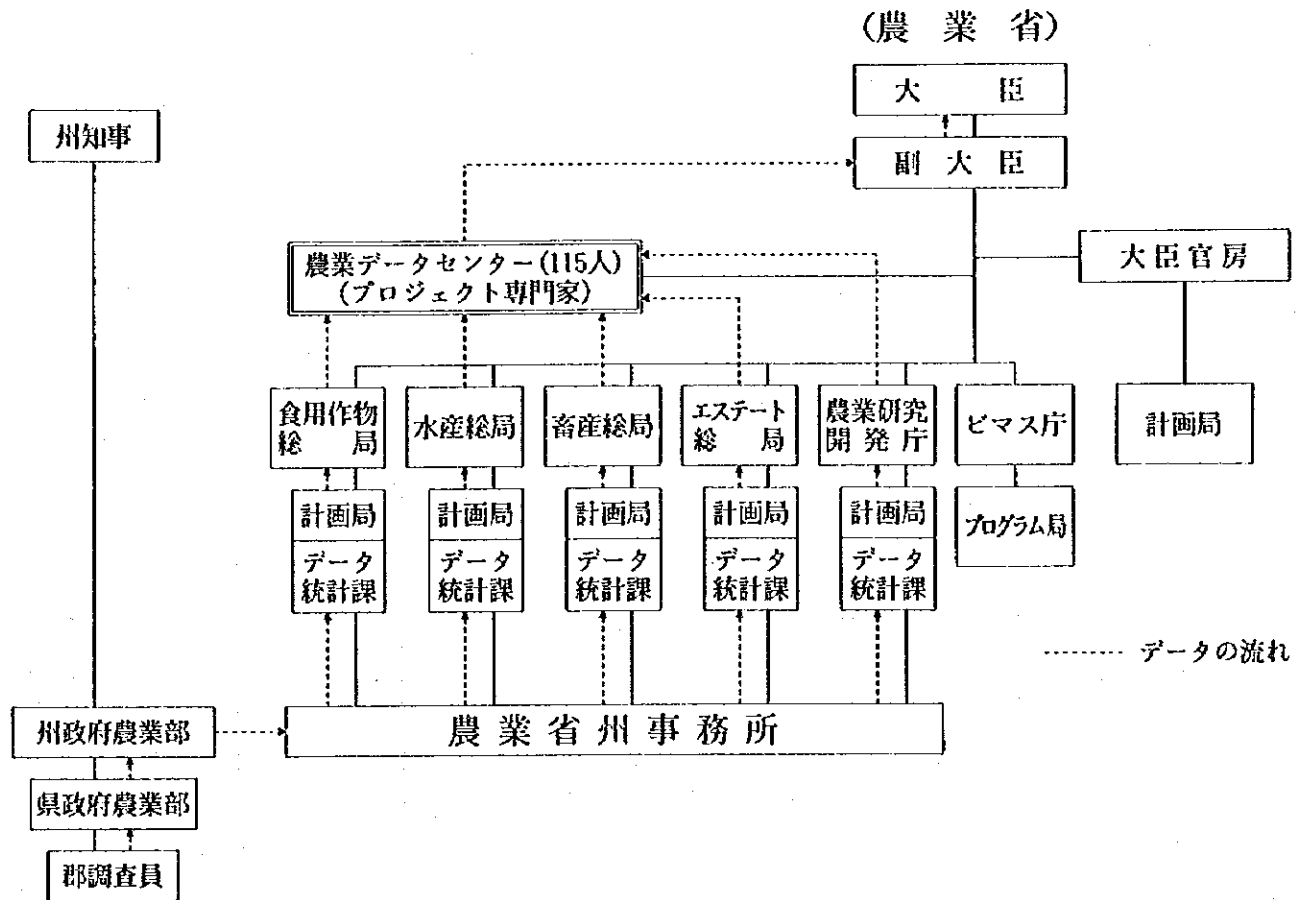 (農業省)
大臣
州知事
副大臣
農業データセンター(115人)
(プロジェクト専門家)
大臣官房
食用作物
総局
水産総局
畜産総局
エステート
総局
農業研究
開発庁
ビマス庁
計画局
計画局
計画局
計画局
計画局
計画局
プログラム局
データ
統計課
データ
統計課
データ
統計課
データ
統計課
データ
統計課
データの流れ
州政府農業部
農業省州事務所
県政府農業部
郡調査員